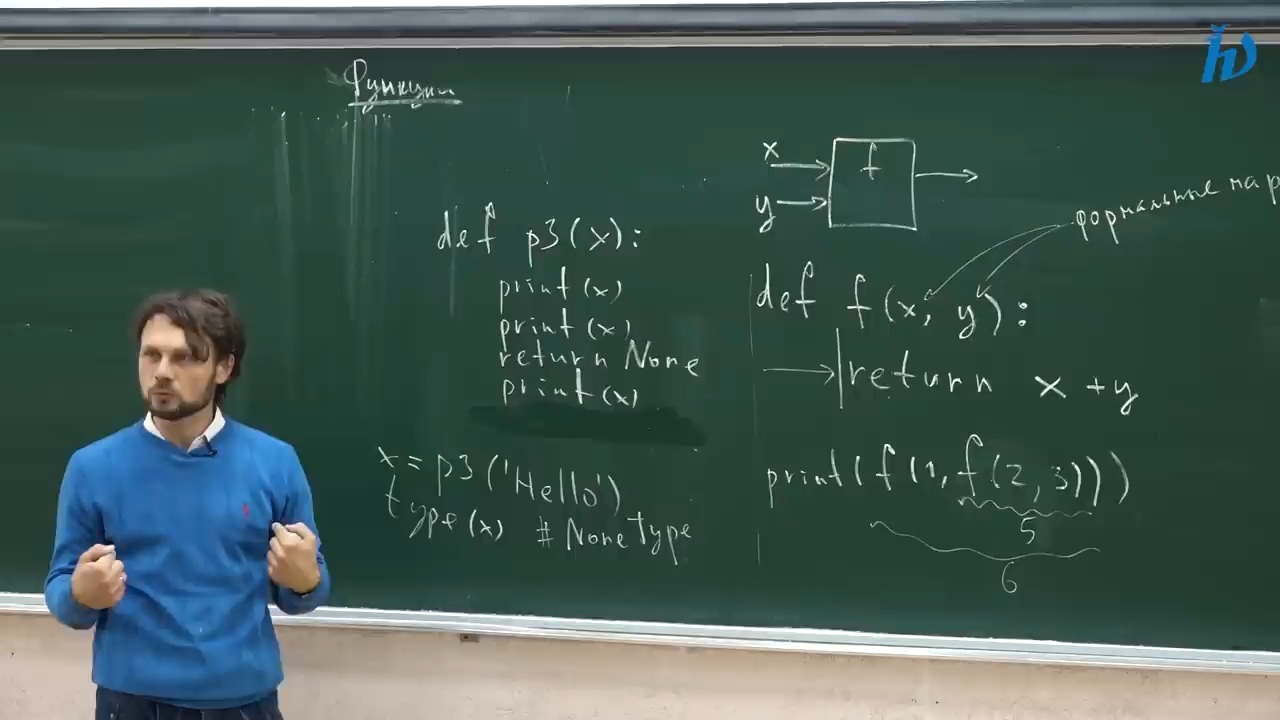 Функции
def p3(x):
print(x)
print(x)
return None
print(x)
x = p3('Hello')
type(x) # Nonetype
x
y
f
формальные пар
def f(x, y):
return x + y
print(f(1, f(2, 3)))
5
6